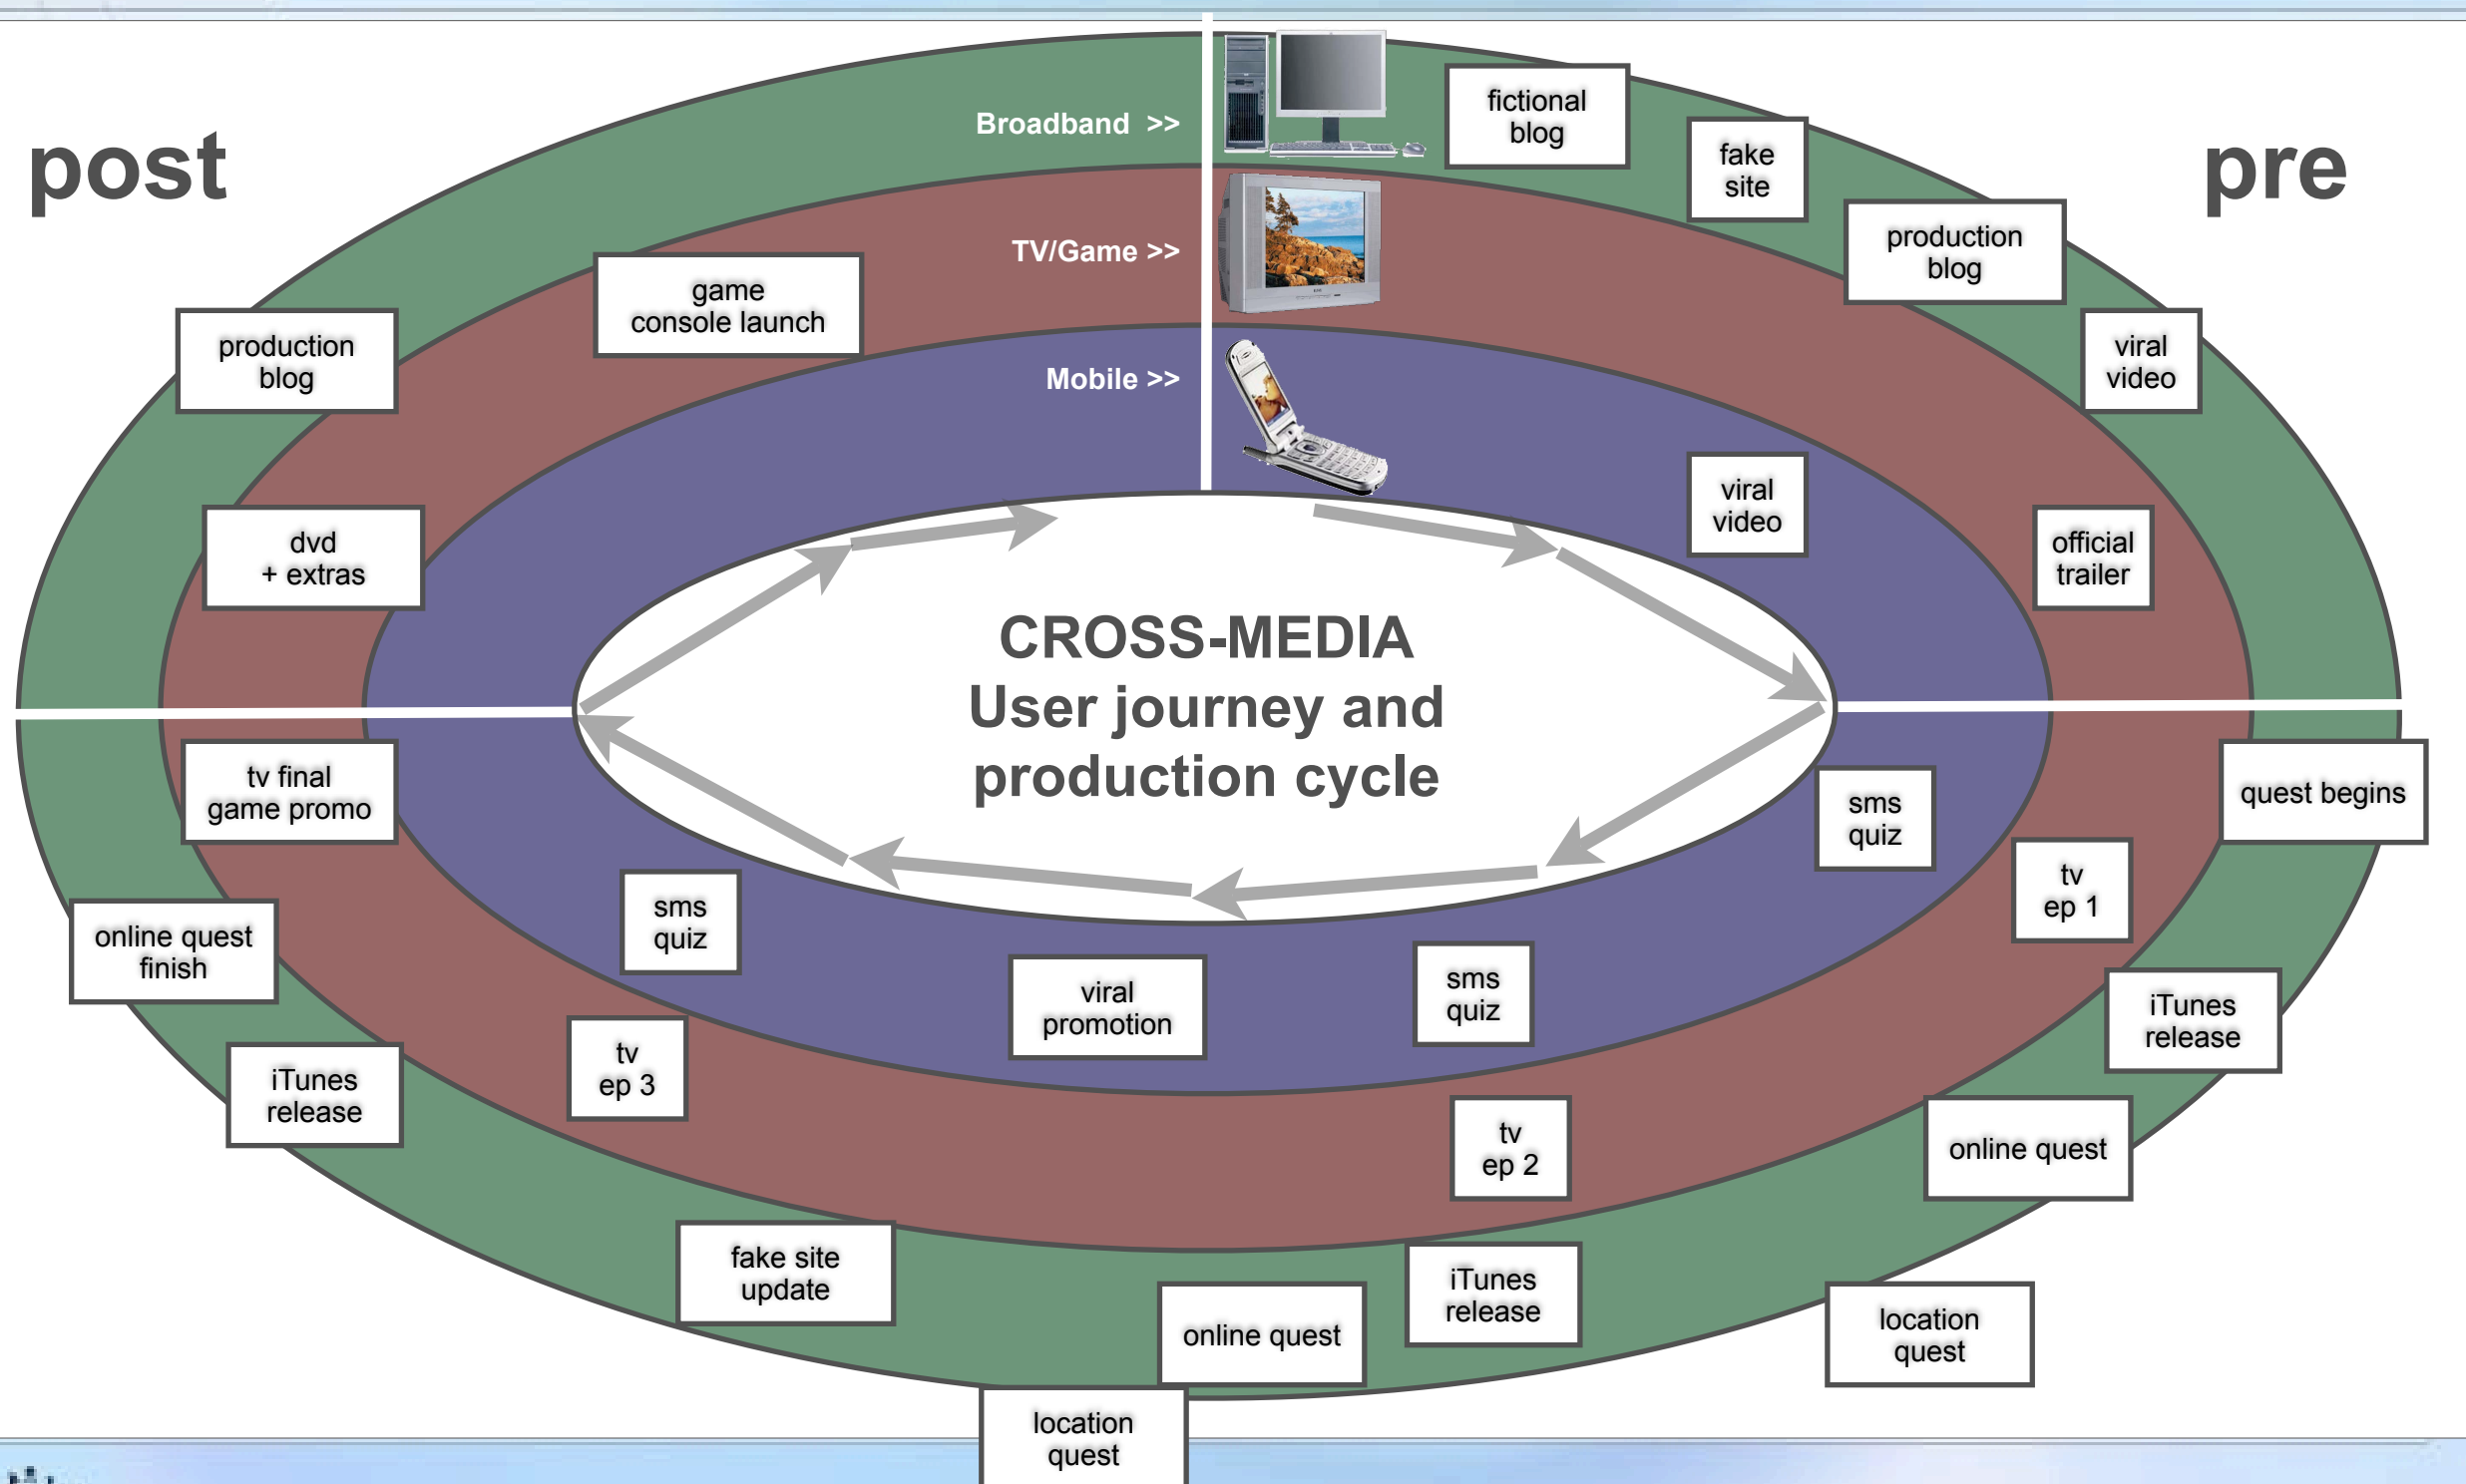 post
pre
Broadband >>
TV/Game >>
Mobile >>
fictional
blog
fake
site
production
blog
viral
video
viral
video
official
trailer
game
console launch
production
blog
dvd
+ extras
CROSS-MEDIA
User journey and
production cycle
quest begins
sms
quiz
tv
ep 1
iTunes
release
online quest
location
quest
sms
quiz
tv
ep 2
iTunes
release
online quest
location
quest
viral
promotion
fake site
update
sms
quiz
tv
ep 3
iTunes
release
online quest
finish
tv final
game promo